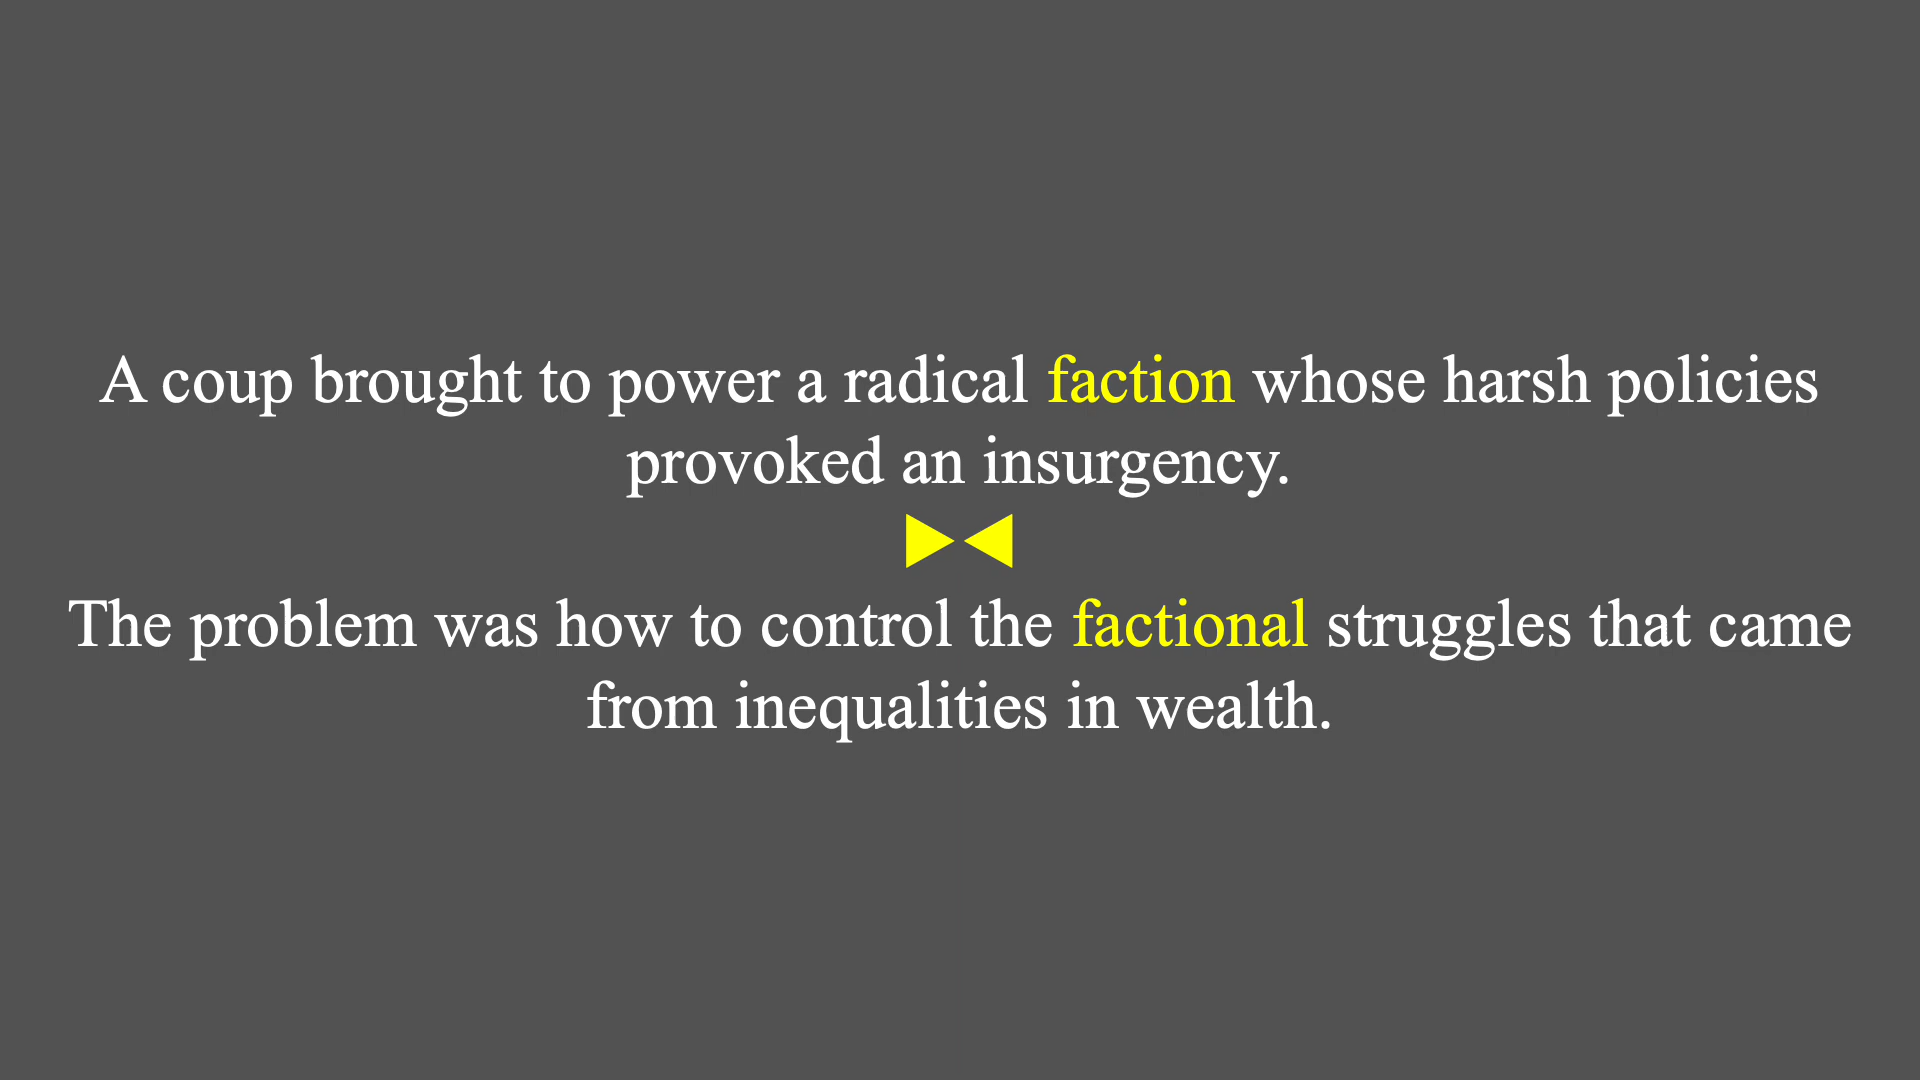 A coup brought to power a radical faction whose harsh policies
provoked an insurgency.
The problem was how to control the factional struggles that came
from inequalities in wealth.